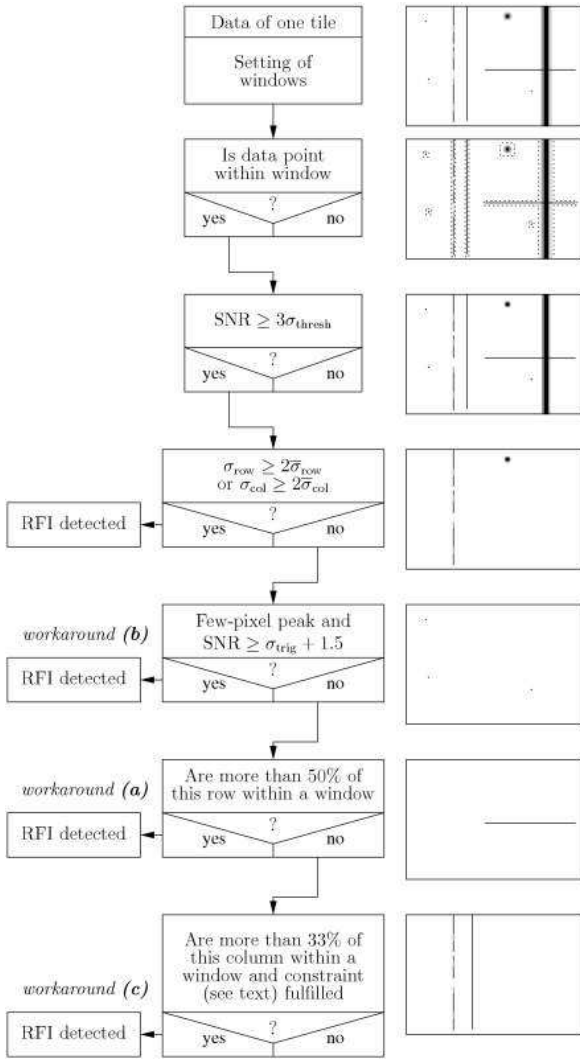 Data of one tile
Setting of
windows
Is data point
within window
?
yes no
SNR ≥ 3σthresh
?
yes no
σrow ≥ 2σ̅row
or σcol ≥ 2σ̅col
?
yes no
RFI detected
workaround (b)
Few-pixel peak and
SNR ≥ σtrig + 1.5
?
yes no
RFI detected
workaround (a)
Are more than 50% of
this row within a window
?
yes no
RFI detected
Are more than 33% of
this column within a
window and constraint
(see text) fulfilled
workaround (c)
?
yes no
RFI detected